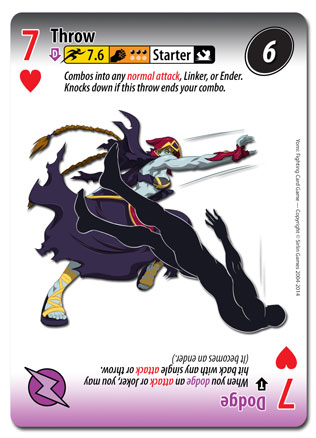 7
Throw
D 7.6 Starter
6
Combos into any normal attack, Linker, or Ender.
Knocks down if this throw ends your combo.
Yomi: Fighting Card Game — Copyright © Sirlin Games 2004-2014
7
Dodge
When you dodge an attack or Joker, you may
hit back with any single attack or throw.
(It becomes an ender.)